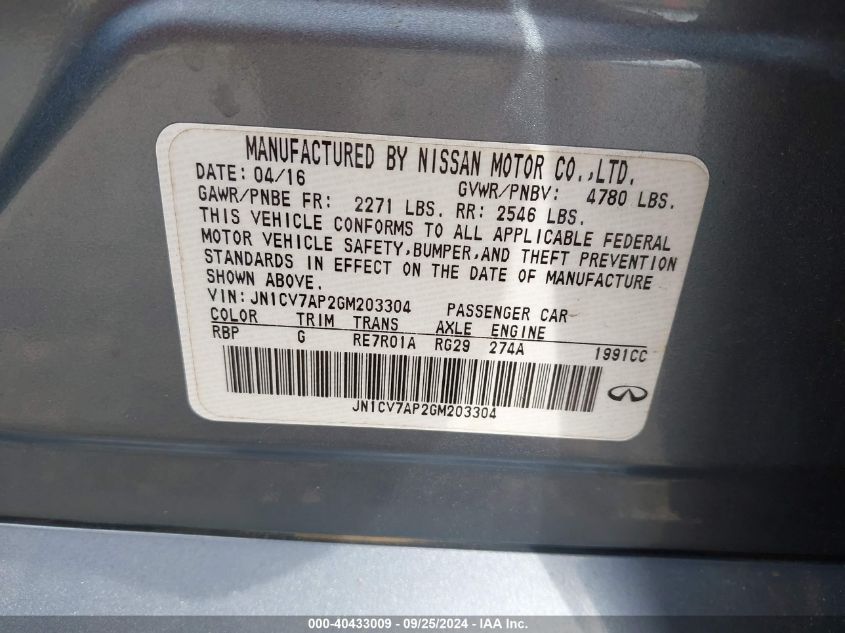 MANUFACTURED BY NISSAN MOTOR CO.,LTD.
DATE: 04/16 GVWR/PNBV: 4780 LBS.
GAWR/PNBE FR: 2271 LBS. RR: 2546 LBS.
THIS VEHICLE CONFORMS TO ALL APPLICABLE FEDERAL
MOTOR VEHICLE SAFETY,BUMPER,AND THEFT PREVENTION
STANDARDS IN EFFECT ON THE DATE OF MANUFACTURE
SHOWN ABOVE.
VIN: JN1CV7AP2GM203304 PASSENGER CAR
COLOR TRIM TRANS AXLE ENGINE
RBP G RE7R01A RG29 274A 1991CC
JN1CV7AP2GM203304
000-40433009 - 09/25/2024 - IAA Inc.